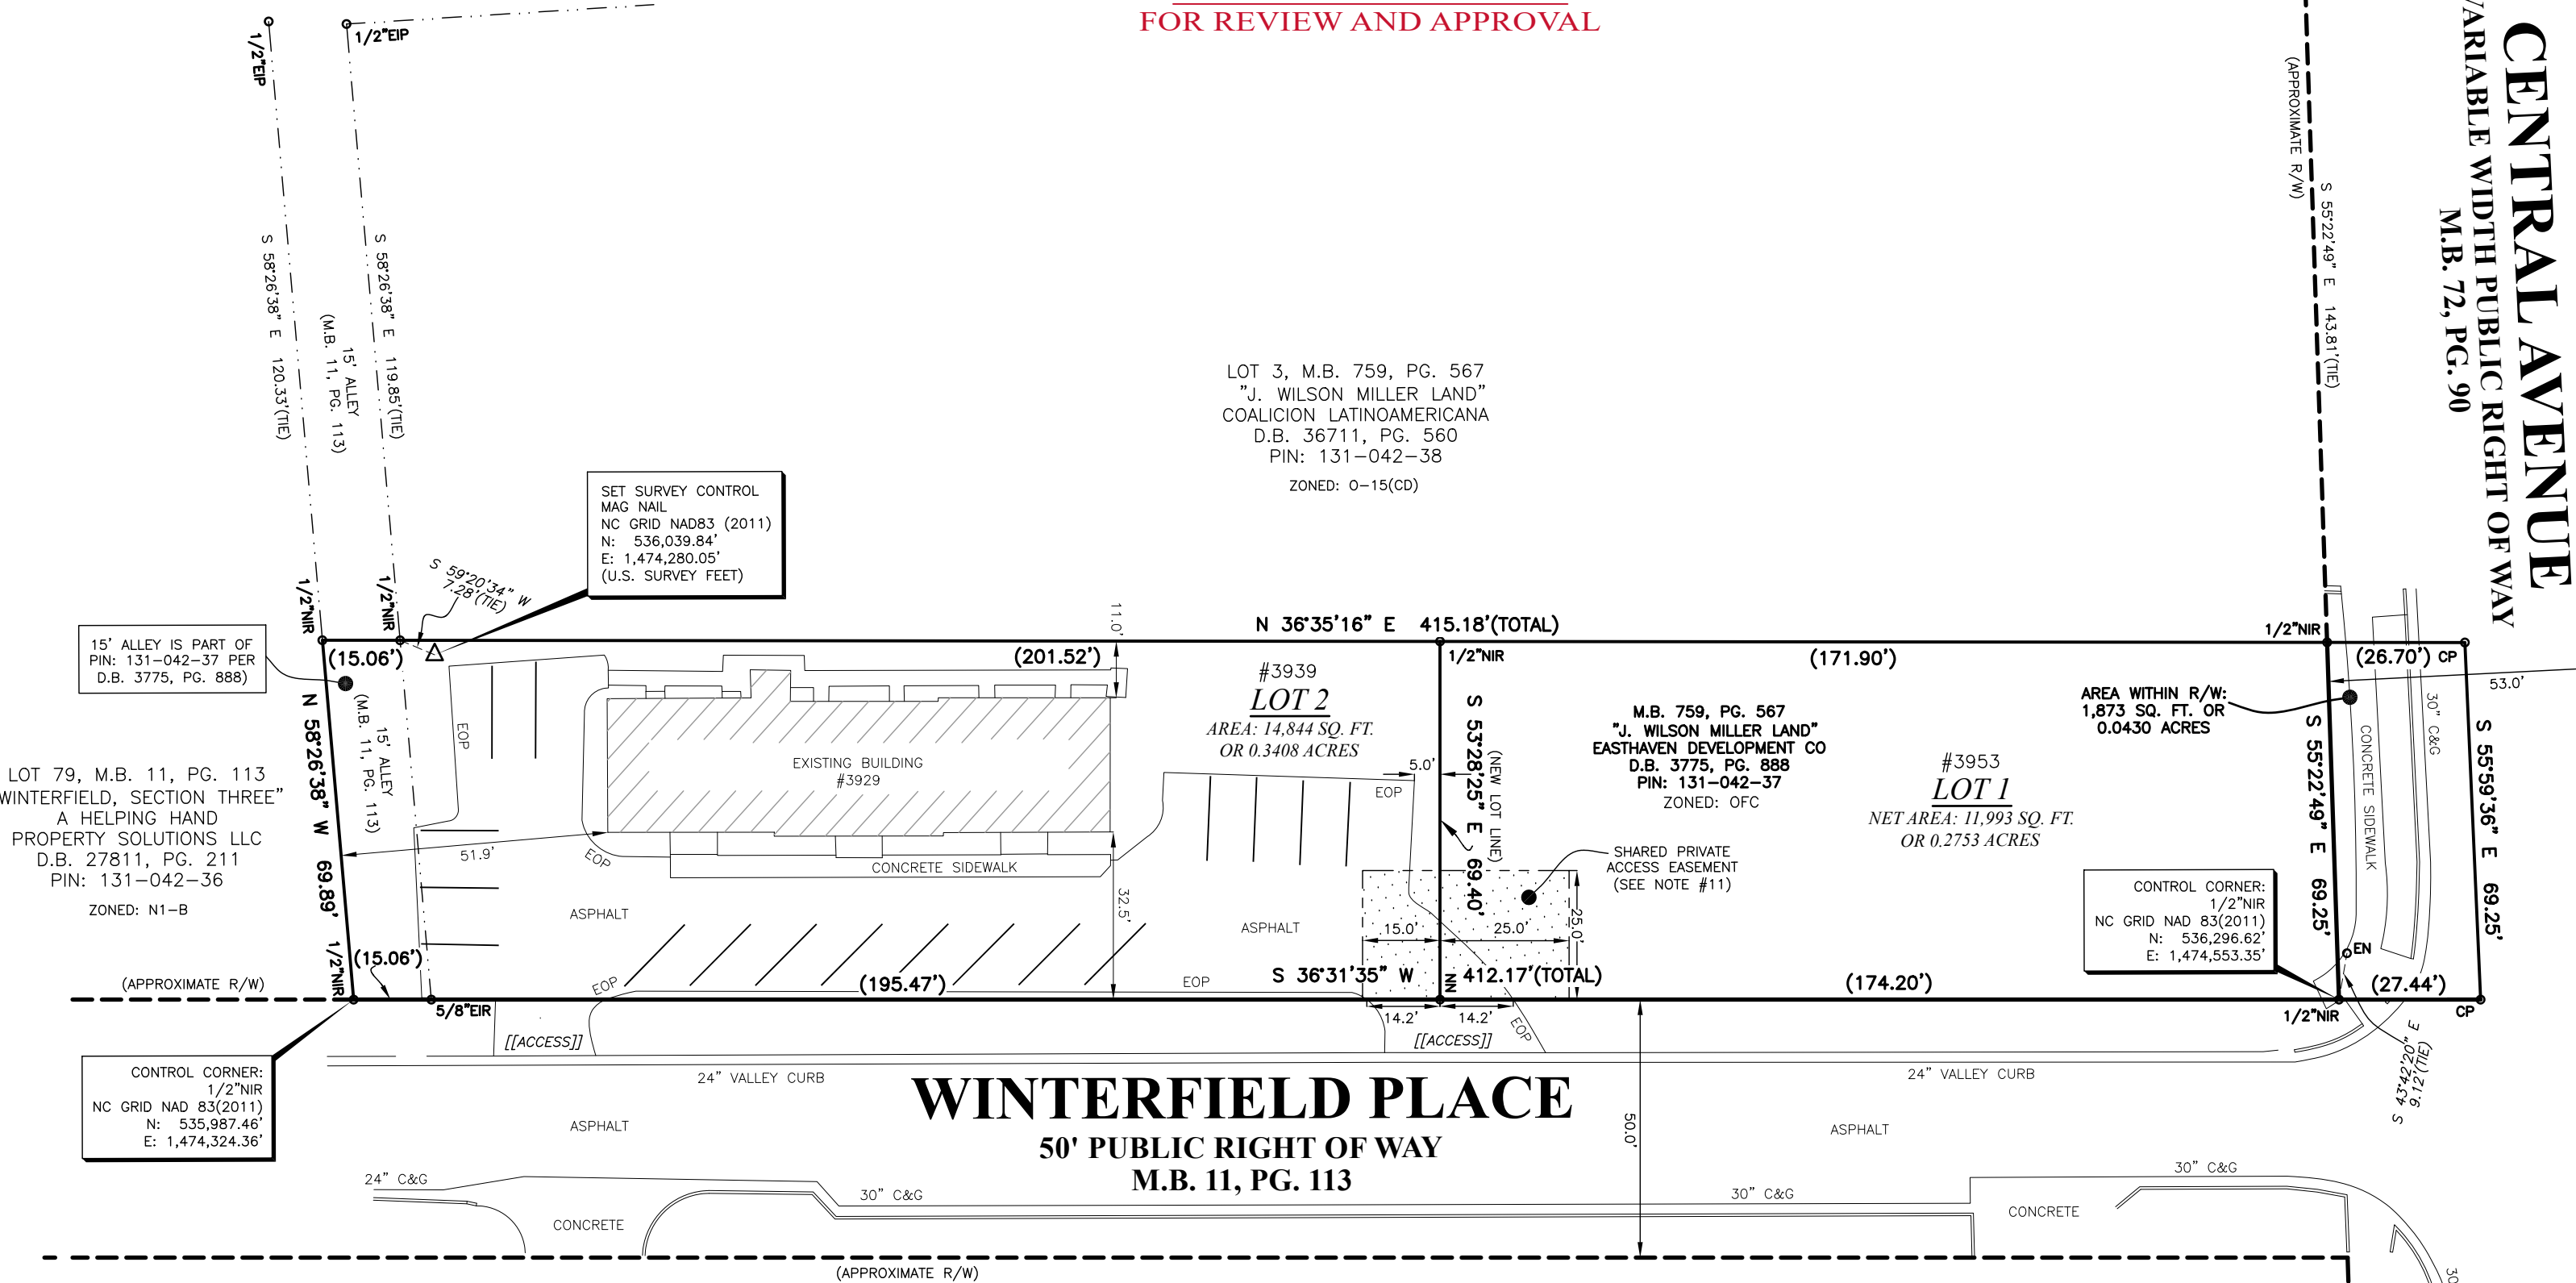 FOR REVIEW AND APPROVAL
CENTRAL AVENUE
VARIABLE WIDTH PUBLIC RIGHT OF WAY
M.B. 72, PG. 90
1/2"EIP
1/2"EIP
S 58°26'38" E 120.33'(TIE)
15' ALLEY
(M.B. 11, PG. 113)
S 58°26'38" E 119.85'(TIE)
(APPROXIMATE R/W)
S 55°22'49" E 143.81'(TIE)
LOT 3, M.B. 759, PG. 567
"J. WILSON MILLER LAND"
COALICION LATINOAMERICANA
D.B. 36711, PG. 560
PIN: 131-042-38
ZONED: O-15(CD)
SET SURVEY CONTROL
MAG NAIL
NC GRID NAD83 (2011)
N: 536,039.84'
E: 1,474,280.05'
(U.S. SURVEY FEET)
1/2"NIR
1/2"NIR
S 59°20'34" W
7.28'(TIE)
11.0'
N 36°35'16" E 415.18'(TOTAL)
1/2"NIR
15' ALLEY IS PART OF
PIN: 131-042-37 PER
D.B. 3775, PG. 888)
(15.06')
(201.52')
1/2"NIR
(171.90')
(26.70') CP
53.0'
#3939
LOT 2
AREA: 14,844 SQ. FT.
OR 0.3408 ACRES
N 58°26'38" W 69.89'
15' ALLEY
(M.B. 11, PG. 113)
EOP
EXISTING BUILDING
#3929
S 53°28'25" E 69.40'
(NEW LOT LINE)
M.B. 759, PG. 567
"J. WILSON MILLER LAND"
EASTHAVEN DEVELOPMENT CO
D.B. 3775, PG. 888
PIN: 131-042-37
ZONED: OFC
#3953
LOT 1
NET AREA: 11,993 SQ. FT.
OR 0.2753 ACRES
AREA WITHIN R/W:
1,873 SQ. FT. OR
0.0430 ACRES
S 55°22'49" E 69.25'
CONCRETE SIDEWALK
30" C&G
S 55°59'36" E 69.25'
LOT 79, M.B. 11, PG. 113
WINTERFIELD, SECTION THREE"
A HELPING HAND
PROPERTY SOLUTIONS LLC
D.B. 27811, PG. 211
PIN: 131-042-36
ZONED: N1-B
51.9'
EOP
CONCRETE SIDEWALK
5.0'
EOP
SHARED PRIVATE
ACCESS EASEMENT
(SEE NOTE #11)
CONTROL CORNER:
1/2"NIR
NC GRID NAD 83(2011)
N: 536,296.62'
E: 1,474,553.35'
ASPHALT
32.5'
ASPHALT
15.0'
25.0'
25.0'
EN
1/2"NIR
(15.06')
(APPROXIMATE R/W)
EOP
(195.47')
EOP
S 36°31'35" W 412.17'(TOTAL)
NN
(174.20')
(27.44')
5/8"EIR
14.2'
14.2'
EOP
1/2"NIR
CP
[[ACCESS]]
[[ACCESS]]
S 43°42'20" E
9.12'(TIE)
CONTROL CORNER:
1/2"NIR
NC GRID NAD 83(2011)
N: 535,987.46'
E: 1,474,324.36'
24" VALLEY CURB
24" VALLEY CURB
WINTERFIELD PLACE
50' PUBLIC RIGHT OF WAY
M.B. 11, PG. 113
ASPHALT
50.0'
ASPHALT
24" C&G
30" C&G
30" C&G
30" C&G
CONCRETE
CONCRETE
(APPROXIMATE R/W)
30